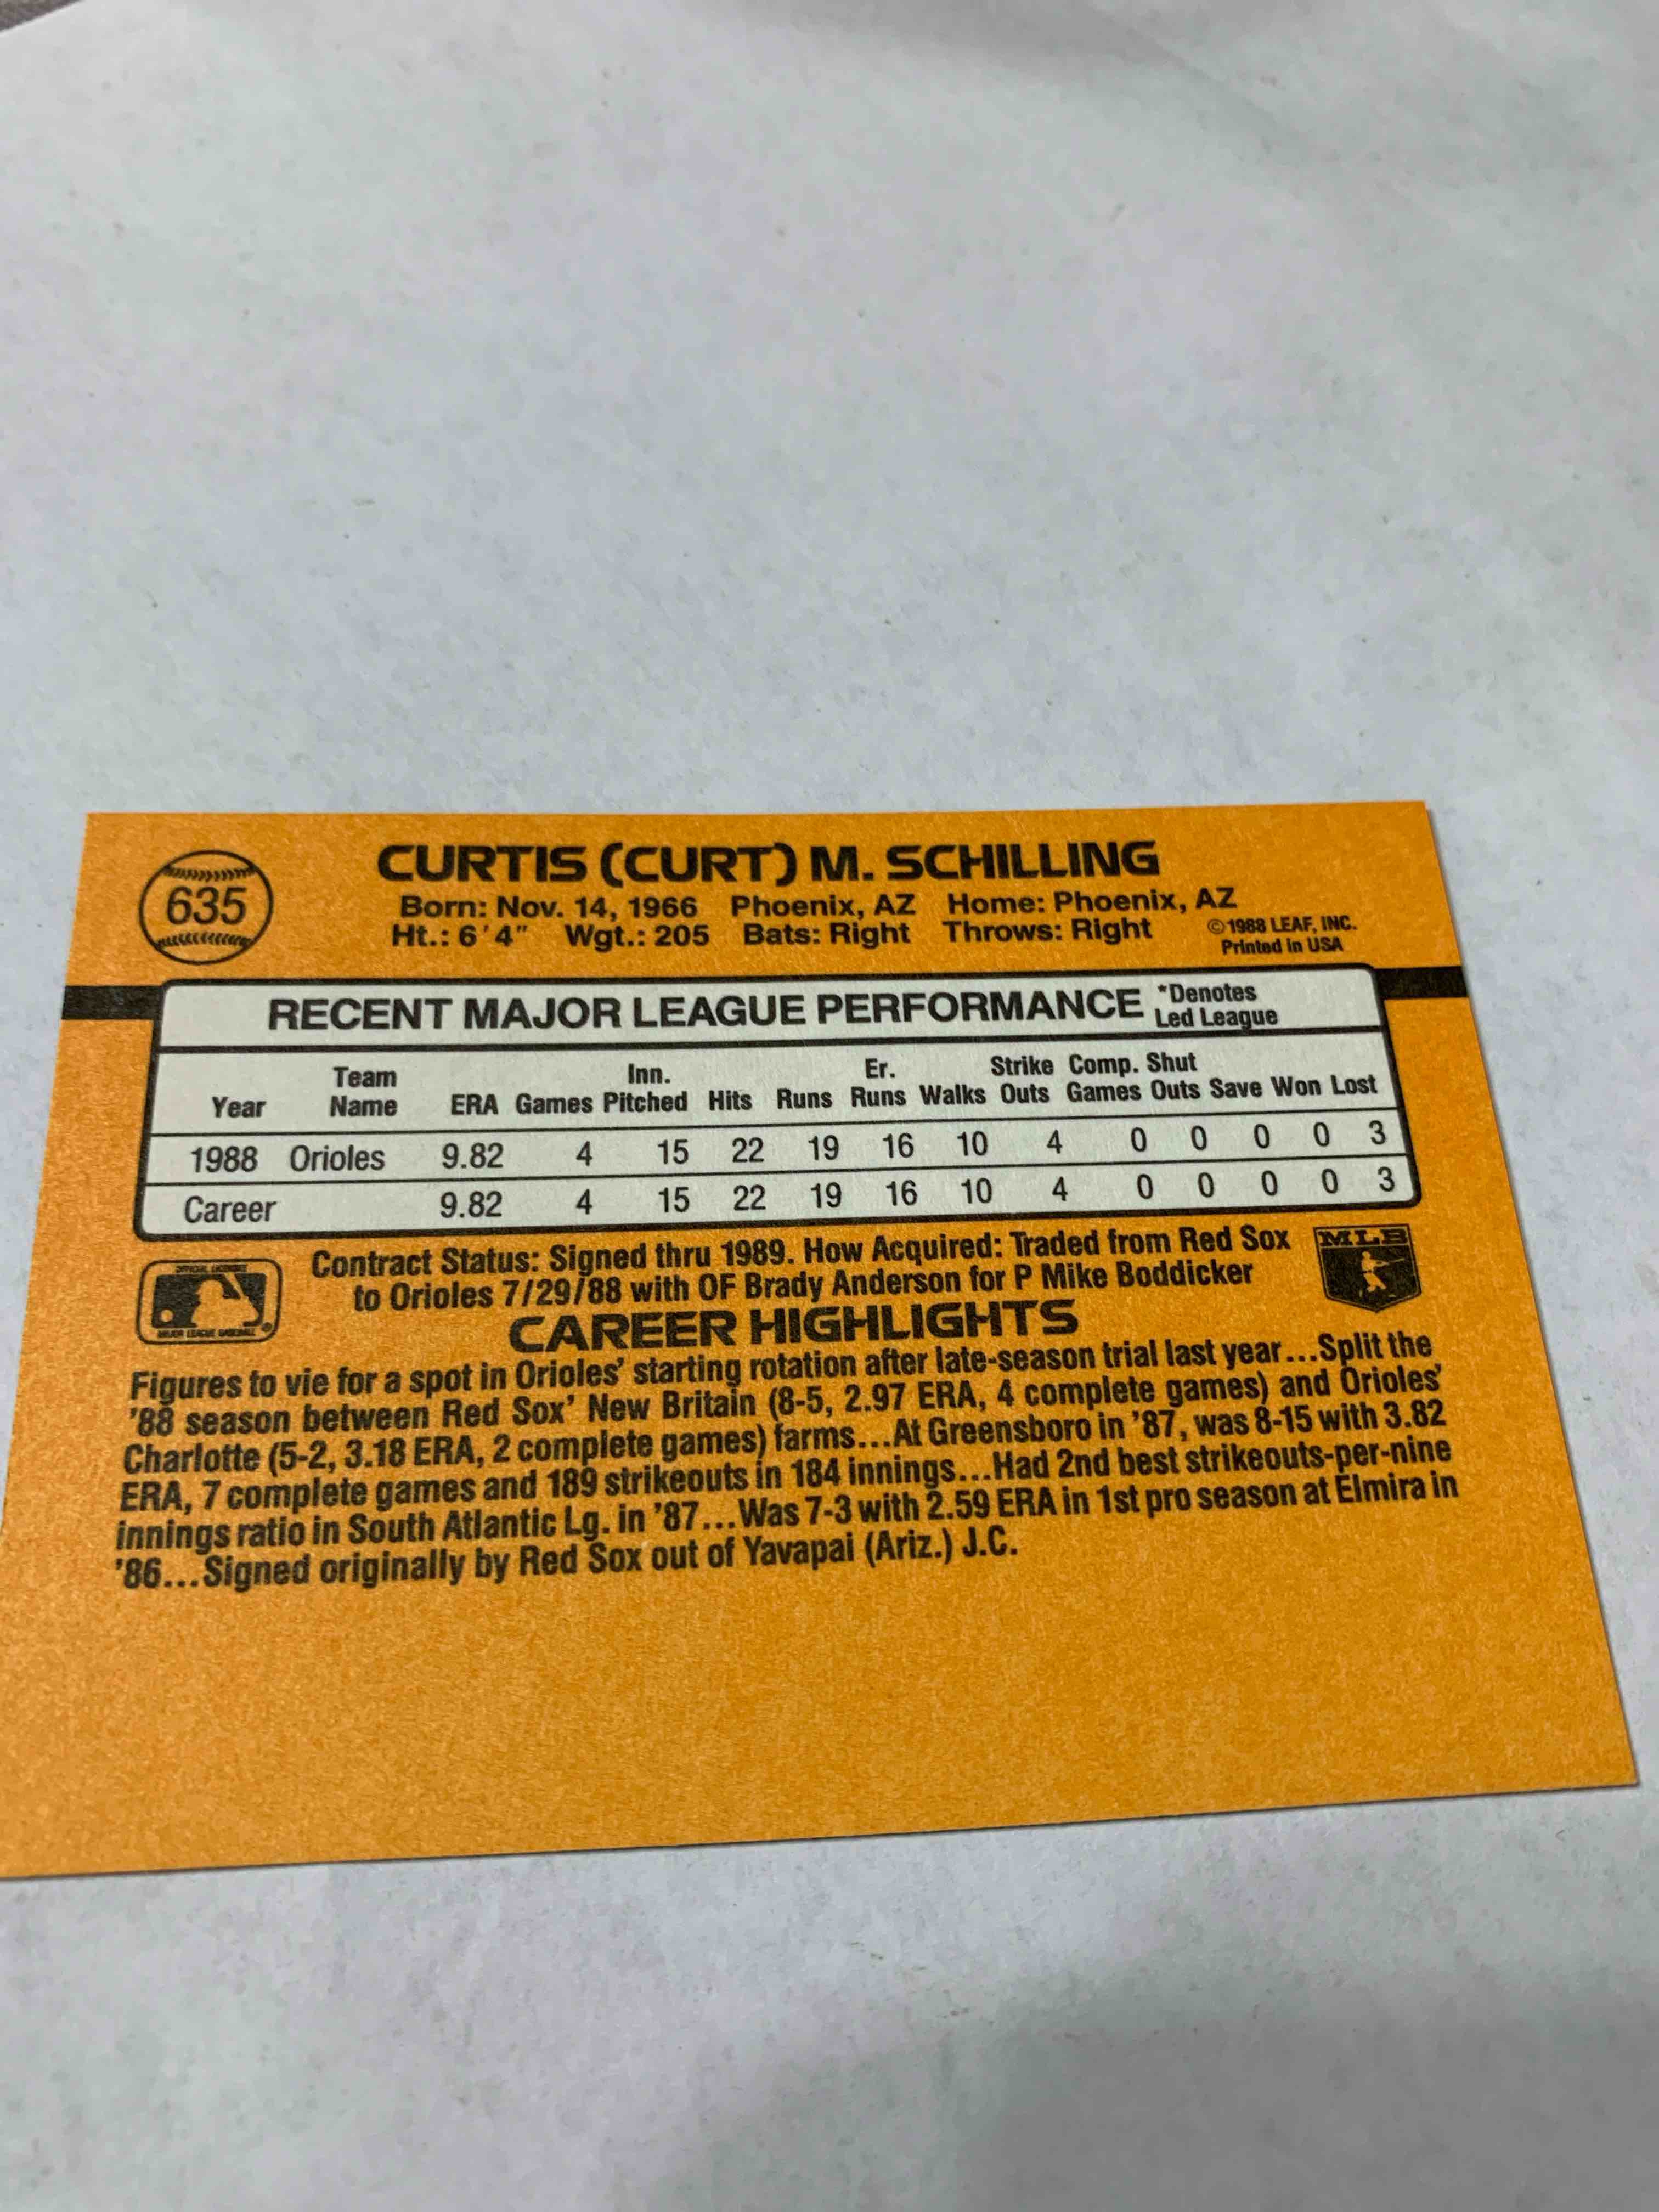 635
CURTIS (CURT) M. SCHILLING
Born: Nov. 14, 1966 Phoenix, AZ Home: Phoenix, AZ
Ht.: 6'4" Wgt.: 205 Bats: Right Throws: Right
©1988 LEAF, INC.
Printed in USA
RECENT MAJOR LEAGUE PERFORMANCE *Denotes Led League
Year Team Name ERA Games Inn. Pitched Hits Runs Er. Runs Walks Strike Outs Comp. Games Shut Outs Save Won Lost
1988 Orioles 9.82 4 15 22 19 16 10 4 0 0 0 0 3
Career 9.82 4 15 22 19 16 10 4 0 0 0 0 3
Contract Status: Signed thru 1989. How Acquired: Traded from Red Sox
to Orioles 7/29/88 with OF Brady Anderson for P Mike Boddicker
OFFICIAL LICENSEE
MAJOR LEAGUE BASEBALL ®
MLB
CAREER HIGHLIGHTS
Figures to vie for a spot in Orioles' starting rotation after late-season trial last year...Split the
'88 season between Red Sox' New Britain (8-5, 2.97 ERA, 4 complete games) and Orioles'
Charlotte (5-2, 3.18 ERA, 2 complete games) farms...At Greensboro in '87, was 8-15 with 3.82
ERA, 7 complete games and 189 strikeouts in 184 innings...Had 2nd best strikeouts-per-nine
innings ratio in South Atlantic Lg. in '87...Was 7-3 with 2.59 ERA in 1st pro season at Elmira in
'86...Signed originally by Red Sox out of Yavapai (Ariz.) J.C.